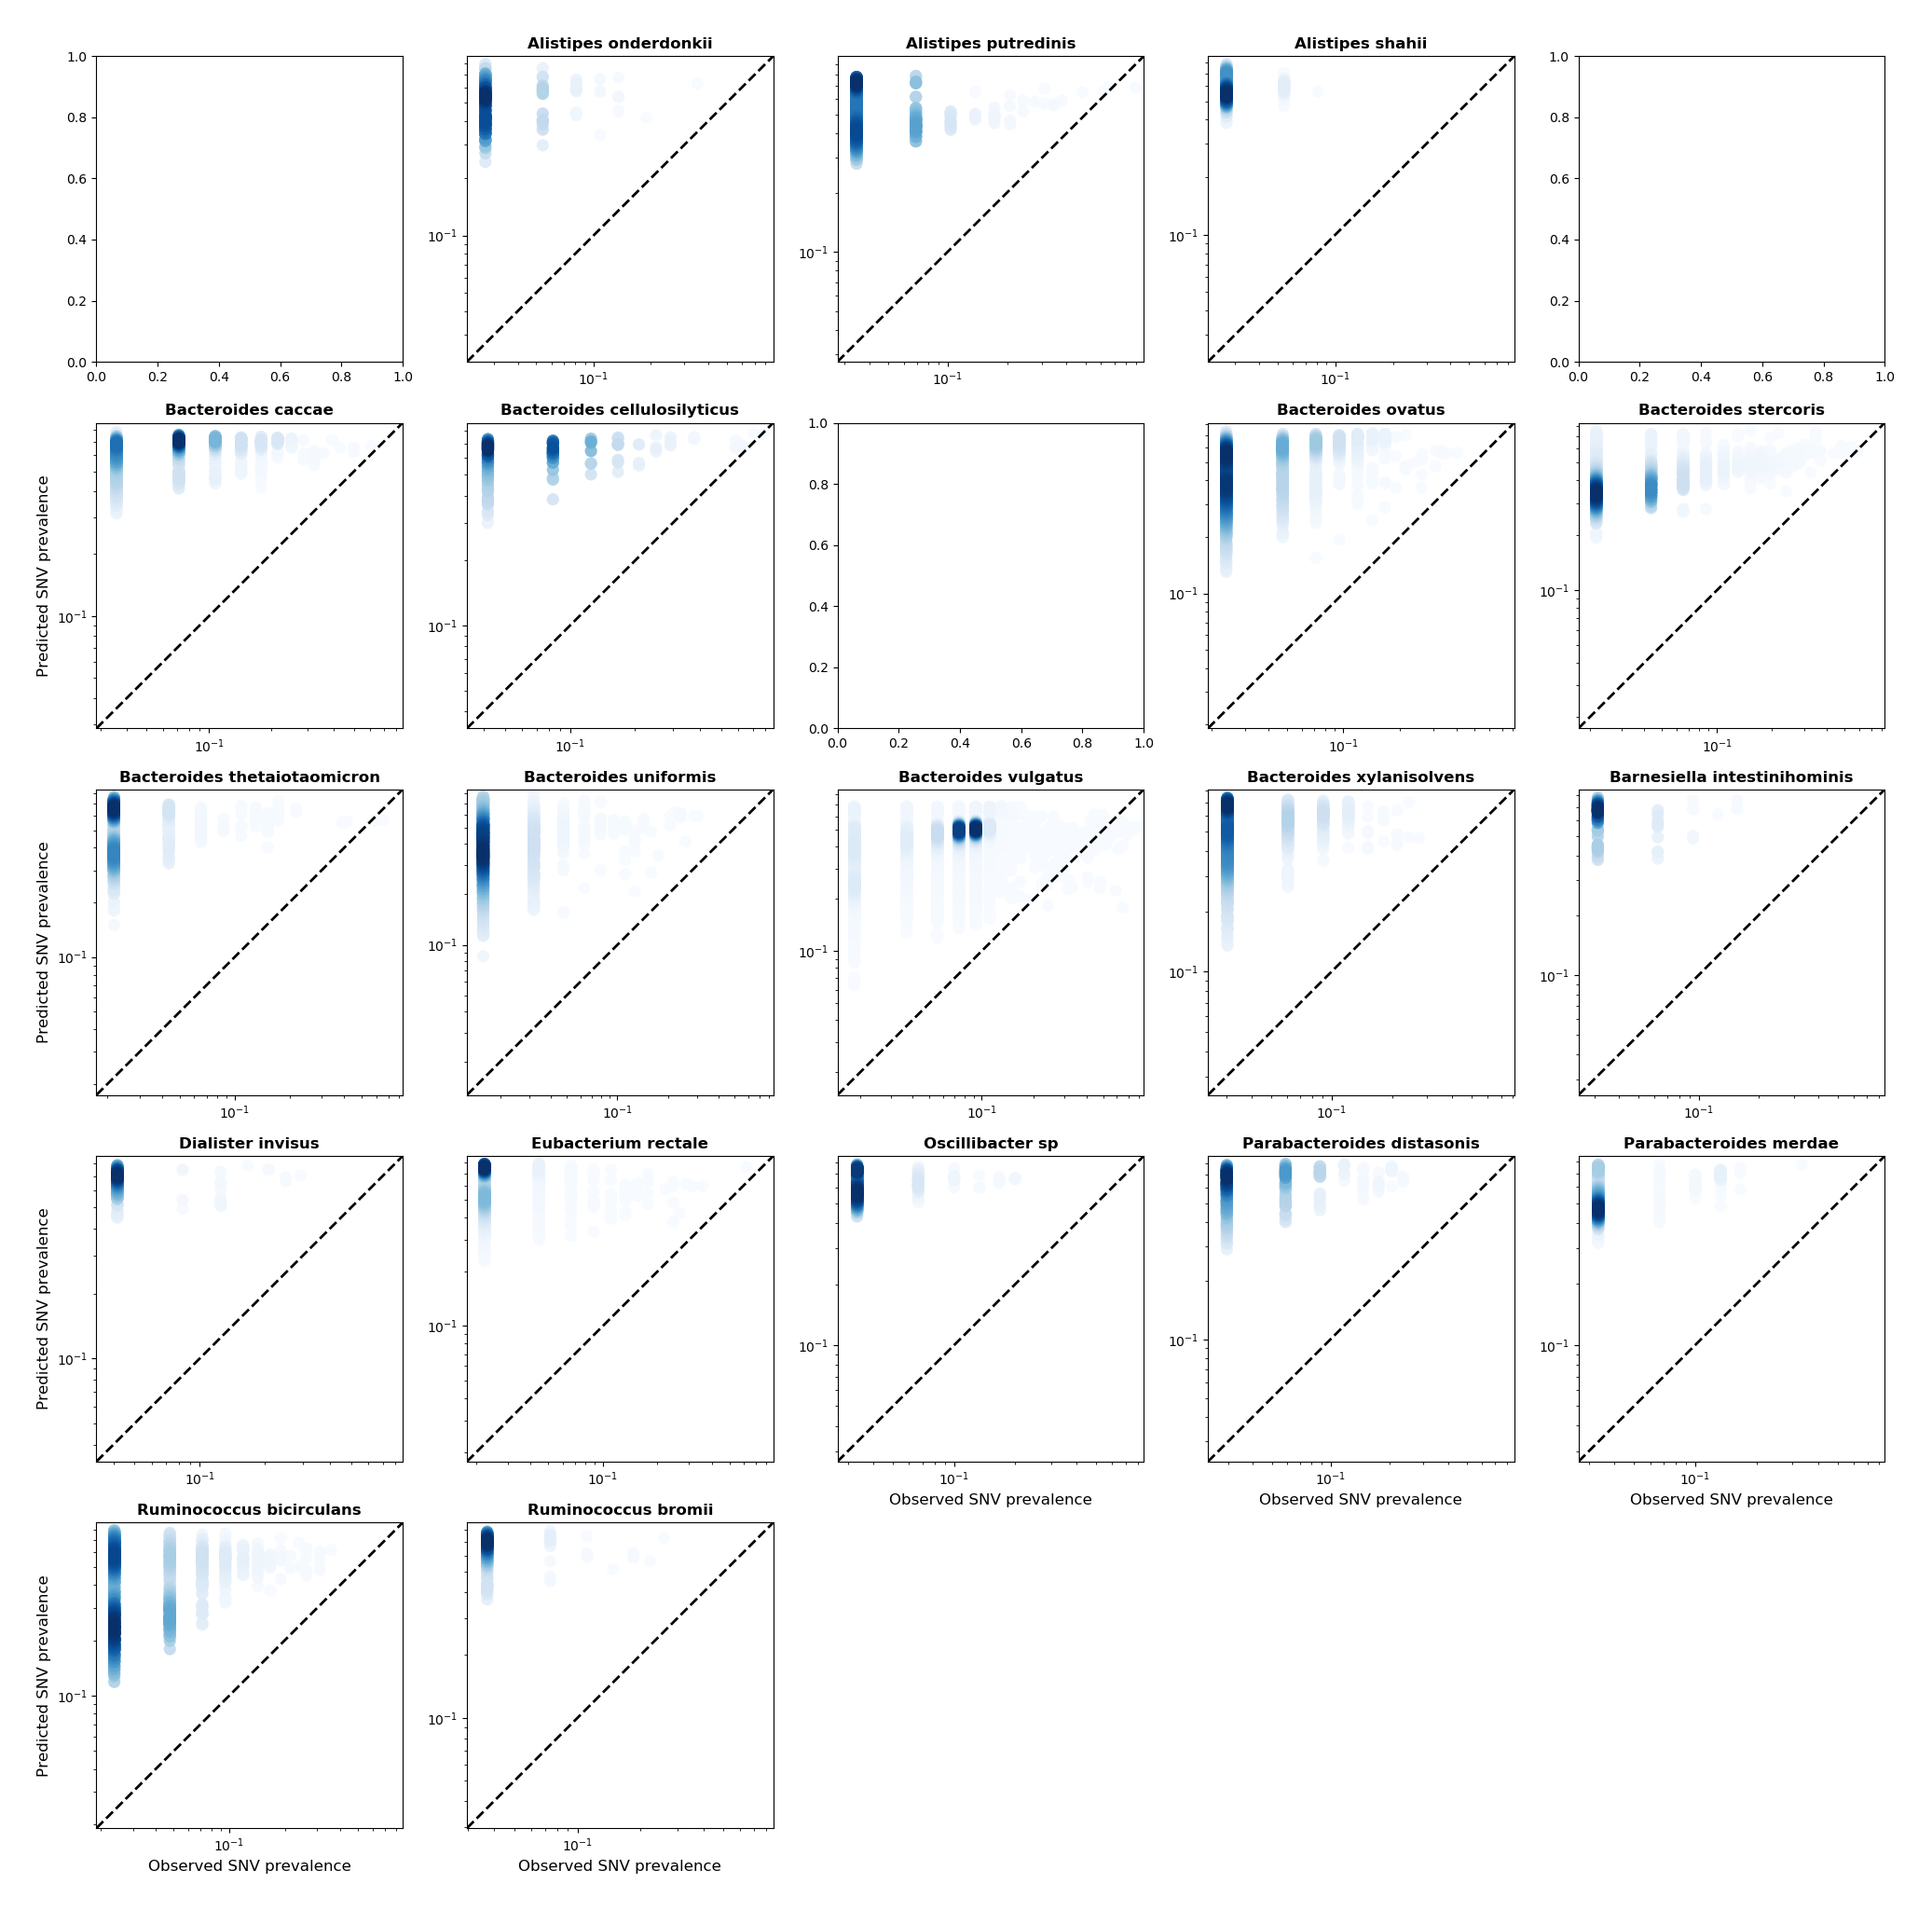 Alistipes onderdonkii
Alistipes putredinis
Alistipes shahii
1.0
0.8
0.6
0.4
0.2
0.0
0.0 0.2 0.4 0.6 0.8 1.0
10⁻¹
10⁻¹
10⁻¹
10⁻¹
10⁻¹
10⁻¹
1.0
0.8
0.6
0.4
0.2
0.0
0.0 0.2 0.4 0.6 0.8 1.0
Bacteroides caccae
Bacteroides cellulosilyticus
Bacteroides ovatus
Bacteroides stercoris
Predicted SNV prevalence
10⁻¹
10⁻¹
10⁻¹
10⁻¹
1.0
0.8
0.6
0.4
0.2
0.0
0.0 0.2 0.4 0.6 0.8 1.0
10⁻¹
10⁻¹
10⁻¹
10⁻¹
Bacteroides thetaiotaomicron
Bacteroides uniformis
Bacteroides vulgatus
Bacteroides xylanisolvens
Barnesiella intestinihominis
Predicted SNV prevalence
10⁻¹
10⁻¹
10⁻¹
10⁻¹
10⁻¹
10⁻¹
10⁻¹
10⁻¹
10⁻¹
10⁻¹
Dialister invisus
Eubacterium rectale
Oscillibacter sp
Parabacteroides distasonis
Parabacteroides merdae
Predicted SNV prevalence
10⁻¹
10⁻¹
10⁻¹
10⁻¹
10⁻¹
10⁻¹
10⁻¹
10⁻¹
10⁻¹
10⁻¹
Observed SNV prevalence
Observed SNV prevalence
Observed SNV prevalence
Ruminococcus bicirculans
Ruminococcus bromii
Predicted SNV prevalence
10⁻¹
10⁻¹
10⁻¹
10⁻¹
Observed SNV prevalence
Observed SNV prevalence